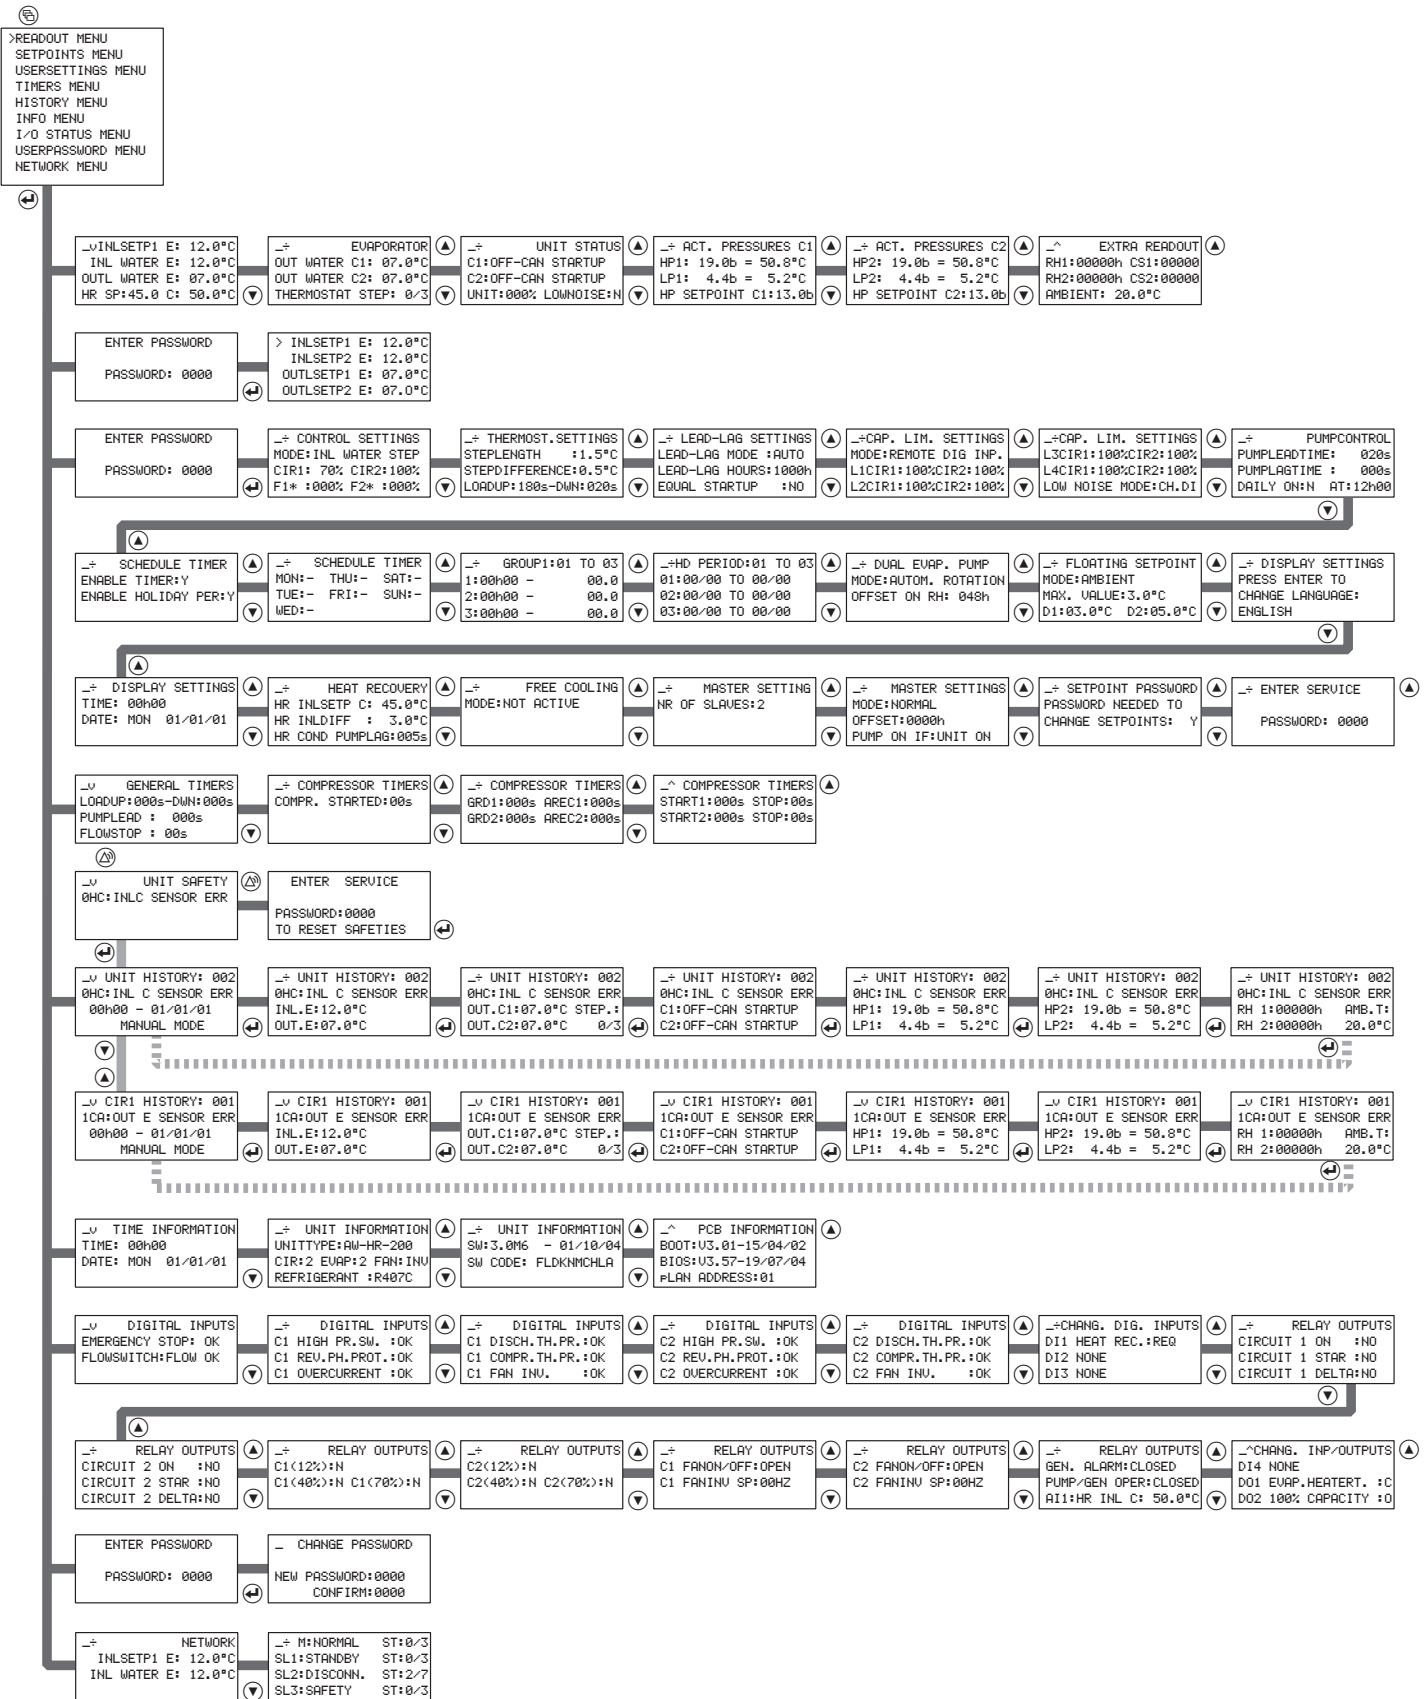 >READOUT MENU
SETPOINTS MENU
USERSETTINGS MENU
TIMERS MENU
HISTORY MENU
INFO MENU
I/O STATUS MENU
USERPASSWORD MENU
NETWORK MENU
_vINLSETP1 E: 12.0°C
INL WATER E: 12.0°C
OUTL WATER E: 07.0°C
HR SP:45.0 C: 50.0°C
_÷ EVAPORATOR
OUT WATER C1: 07.0°C
OUT WATER C2: 07.0°C
THERMOSTAT STEP: 0/3
_÷ UNIT STATUS
C1:OFF-CAN STARTUP
C2:OFF-CAN STARTUP
UNIT:000% LOWNOISE:N
_÷ ACT. PRESSURES C1
HP1: 19.0b = 50.8°C
LP1: 4.4b = 5.2°C
HP SETPOINT C1:13.0b
_÷ ACT. PRESSURES C2
HP2: 19.0b = 50.8°C
LP2: 4.4b = 5.2°C
HP SETPOINT C2:13.0b
_^ EXTRA READOUT
RH1:00000h CS1:00000
RH2:00000h CS2:00000
AMBIENT: 20.0°C
ENTER PASSWORD
PASSWORD: 0000
> INLSETP1 E: 12.0°C
INLSETP2 E: 12.0°C
OUTLSETP1 E: 07.0°C
OUTLSETP2 E: 07.0°C
ENTER PASSWORD
PASSWORD: 0000
_÷ CONTROL SETTINGS
MODE:INL WATER STEP
CIR1: 70% CIR2:100%
F1* :000% F2* :000%
_÷ THERMOST.SETTINGS
STEPLENGTH :1.5°C
STEPDIFFERENCE:0.5°C
LOADUP:180s-DWN:020s
_÷ LEAD-LAG SETTINGS
LEAD-LAG MODE :AUTO
LEAD-LAG HOURS:1000h
EQUAL STARTUP :NO
_÷CAP. LIM. SETTINGS
MODE:REMOTE DIG INP.
L1CIR1:100%CIR2:100%
L2CIR1:100%CIR2:100%
_÷CAP. LIM. SETTINGS
L3CIR1:100%CIR2:100%
L4CIR1:100%CIR2:100%
LOW NOISE MODE:CH.DI
_÷ PUMPCONTROL
PUMPLEADTIME: 020s
PUMPLAGTIME : 000s
DAILY ON:N AT:12h00
_÷ SCHEDULE TIMER
ENABLE TIMER:Y
ENABLE HOLIDAY PER:Y
_÷ SCHEDULE TIMER
MON:- THU:- SAT:-
TUE:- FRI:- SUN:-
WED:-
_÷ GROUP1:01 TO 03
1:00h00 - 00.0
2:00h00 - 00.0
3:00h00 - 00.0
_÷HD PERIOD:01 TO 03
01:00/00 TO 00/00
02:00/00 TO 00/00
03:00/00 TO 00/00
_÷ DUAL EVAP. PUMP
MODE:AUTOM. ROTATION
OFFSET ON RH: 048h
_÷ FLOATING SETPOINT
MODE:AMBIENT
MAX. VALUE:3.0°C
D1:03.0°C D2:05.0°C
_÷ DISPLAY SETTINGS
PRESS ENTER TO
CHANGE LANGUAGE:
ENGLISH
_÷ DISPLAY SETTINGS
TIME: 00h00
DATE: MON 01/01/01
_÷ HEAT RECOVERY
HR INLSETP C: 45.0°C
HR INLDIFF : 3.0°C
HR COND PUMPLAG:005s
_÷ FREE COOLING
MODE:NOT ACTIVE
_÷ MASTER SETTING
NR OF SLAVES:2
_÷ MASTER SETTINGS
MODE:NORMAL
OFFSET:0000h
PUMP ON IF:UNIT ON
_÷ SETPOINT PASSWORD
PASSWORD NEEDED TO
CHANGE SETPOINTS: Y
_÷ ENTER SERVICE
PASSWORD: 0000
_v GENERAL TIMERS
LOADUP:000s-DWN:000s
PUMPLEAD : 000s
FLOWSTOP : 00s
_÷ COMPRESSOR TIMERS
COMPR. STARTED:00s
_÷ COMPRESSOR TIMERS
GRD1:000s AREC1:000s
GRD2:000s AREC2:000s
_^ COMPRESSOR TIMERS
START1:000s STOP:00s
START2:000s STOP:00s
_v UNIT SAFETY
0HC:INLC SENSOR ERR
ENTER SERVICE
PASSWORD:0000
TO RESET SAFETIES
_v UNIT HISTORY: 002
0HC:INL C SENSOR ERR
00h00 - 01/01/01
MANUAL MODE
_÷ UNIT HISTORY: 002
0HC:INL C SENSOR ERR
INL.E:12.0°C
OUT.E:07.0°C
_÷ UNIT HISTORY: 002
0HC:INL C SENSOR ERR
OUT.C1:07.0°C STEP.:
OUT.C2:07.0°C 0/3
_÷ UNIT HISTORY: 002
0HC:INL C SENSOR ERR
C1:OFF-CAN STARTUP
C2:OFF-CAN STARTUP
_÷ UNIT HISTORY: 002
0HC:INL C SENSOR ERR
HP1: 19.0b = 50.8°C
LP1: 4.4b = 5.2°C
_÷ UNIT HISTORY: 002
0HC:INL C SENSOR ERR
HP2: 19.0b = 50.8°C
LP2: 4.4b = 5.2°C
_÷ UNIT HISTORY: 002
0HC:INL C SENSOR ERR
RH 1:00000h AMB.T:
RH 2:00000h 20.0°C
_v CIR1 HISTORY: 001
1CA:OUT E SENSOR ERR
00h00 - 01/01/01
MANUAL MODE
_v CIR1 HISTORY: 001
1CA:OUT E SENSOR ERR
INL.E:12.0°C
OUT.E:07.0°C
_v CIR1 HISTORY: 001
1CA:OUT E SENSOR ERR
OUT.C1:07.0°C STEP.:
OUT.C2:07.0°C 0/3
_v CIR1 HISTORY: 001
1CA:OUT E SENSOR ERR
C1:OFF-CAN STARTUP
C2:OFF-CAN STARTUP
_v CIR1 HISTORY: 001
1CA:OUT E SENSOR ERR
HP1: 19.0b = 50.8°C
LP1: 4.4b = 5.2°C
_v CIR1 HISTORY: 001
1CA:OUT E SENSOR ERR
HP2: 19.0b = 50.8°C
LP2: 4.4b = 5.2°C
_v CIR1 HISTORY: 001
1CA:OUT E SENSOR ERR
RH 1:00000h AMB.T:
RH 2:00000h 20.0°C
_v TIME INFORMATION
TIME: 00h00
DATE: MON 01/01/01
_÷ UNIT INFORMATION
UNITTYPE:AW-HR-200
CIR:2 EVAP:2 FAN:INV
REFRIGERANT :R407C
_÷ UNIT INFORMATION
SW:3.0M6 - 01/10/04
SW CODE: FLDKNMCHLA
_^ PCB INFORMATION
BOOT:V3.01-15/04/02
BIOS:V3.57-19/07/04
pLAN ADDRESS:01
_v DIGITAL INPUTS
EMERGENCY STOP: OK
FLOWSWITCH:FLOW OK
_÷ DIGITAL INPUTS
C1 HIGH PR.SW. :OK
C1 REV.PH.PROT.:OK
C1 OVERCURRENT :OK
_÷ DIGITAL INPUTS
C1 DISCH.TH.PR.:OK
C1 COMPR.TH.PR.:OK
C1 FAN INV. :OK
_÷ DIGITAL INPUTS
C2 HIGH PR.SW. :OK
C2 REV.PH.PROT.:OK
C2 OVERCURRENT :OK
_÷ DIGITAL INPUTS
C2 DISCH.TH.PR.:OK
C2 COMPR.TH.PR.:OK
C2 FAN INV. :OK
_÷CHANG. DIG. INPUTS
DI1 HEAT REC.:REQ
DI2 NONE
DI3 NONE
_÷ RELAY OUTPUTS
CIRCUIT 1 ON :NO
CIRCUIT 1 STAR :NO
CIRCUIT 1 DELTA:NO
_÷ RELAY OUTPUTS
CIRCUIT 2 ON :NO
CIRCUIT 2 STAR :NO
CIRCUIT 2 DELTA:NO
_÷ RELAY OUTPUTS
C1(12%):N
C1(40%):N C1(70%):N
_÷ RELAY OUTPUTS
C2(12%):N
C2(40%):N C2(70%):N
_÷ RELAY OUTPUTS
C1 FANON/OFF:OPEN
C1 FANINV SP:00HZ
_÷ RELAY OUTPUTS
C2 FANON/OFF:OPEN
C2 FANINV SP:00HZ
_÷ RELAY OUTPUTS
GEN. ALARM:CLOSED
PUMP/GEN OPER:CLOSED
AI1:HR INL C: 50.0°C
_^CHANG. INP/OUTPUTS
DI4 NONE
DO1 EVAP.HEATERT. :C
DO2 100% CAPACITY :O
ENTER PASSWORD
PASSWORD: 0000
_ CHANGE PASSWORD
NEW PASSWORD:0000
CONFIRM:0000
_÷ NETWORK
INLSETP1 E: 12.0°C
INL WATER E: 12.0°C
_÷ M:NORMAL ST:0/3
SL1:STANDBY ST:0/3
SL2:DISCONN. ST:2/7
SL3:SAFETY ST:0/3